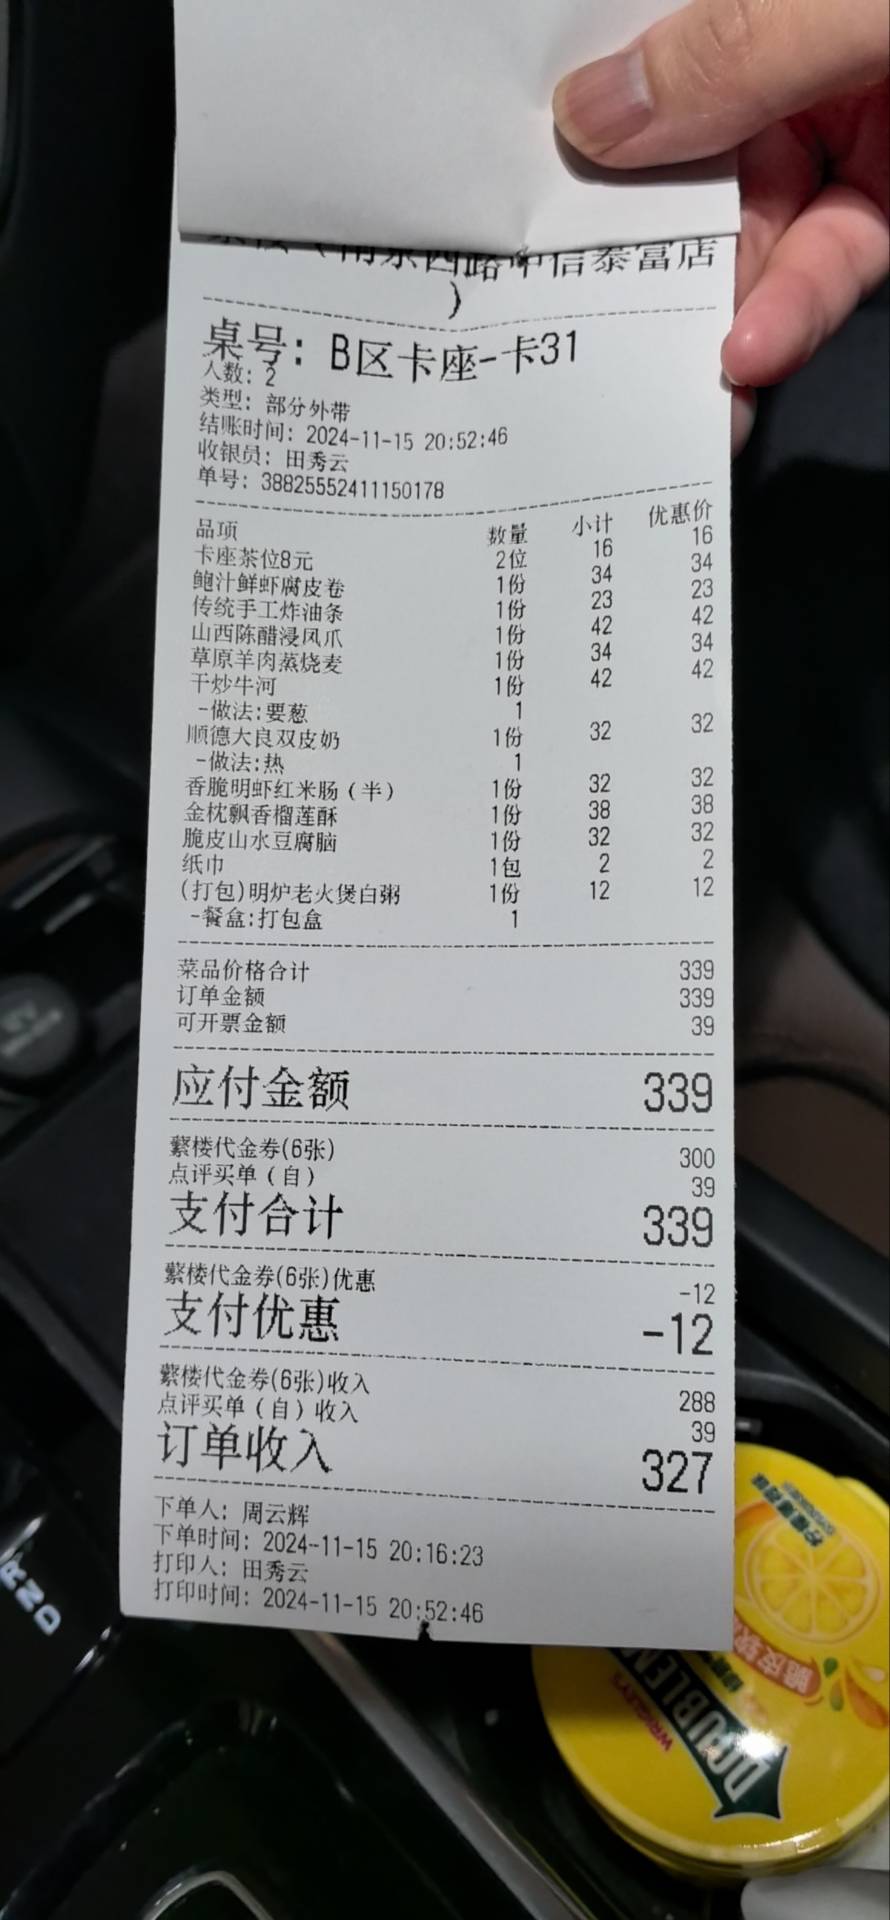 （南京西路中信泰富店
）
桌号: B区卡座-卡31
人数: 2
类型: 部分外带
结账时间: 2024-11-15 20:52:46
收银员: 田秀云
单号: 38825552411150178
品项 数量 小计 优惠价
卡座茶位8元 2位 16 16
鲍汁鲜虾腐皮卷 1份 34 34
传统手工炸油条 1份 23 23
山西陈醋浸凤爪 1份 42 42
草原羊肉蒸烧麦 1份 34 34
干炒牛河 1份 42 42
-做法:要葱 1
顺德大良双皮奶 1份 32 32
-做法:热 1
香脆明虾红米肠（半） 1份 32 32
金枕飘香榴莲酥 1份 38 38
脆皮山水豆腐脑 1份 32 32
纸巾 1包 2 2
(打包)明炉老火煲白粥 1份 12 12
-餐盒:打包盒 1
菜品价格合计 339
订单金额 339
可开票金额 39
应付金额 339
蘩楼代金券(6张) 300
点评买单（自） 39
支付合计 339
蘩楼代金券(6张)优惠 -12
支付优惠 -12
蘩楼代金券(6张)收入 288
点评买单（自）收入 39
订单收入 327
下单人: 周云辉
下单时间: 2024-11-15 20:16:23
打印人: 田秀云
打印时间: 2024-11-15 20:52:46
WRIGLEY'S
DOUBLEM
RND